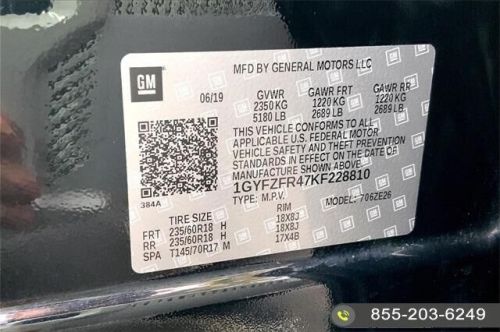 GM
MFD BY GENERAL MOTORS LLC
06/19 GVWR GAWR FRT GAWR RR
2350 KG 1220 KG 1220 KG
5180 LB 2689 LB 2689 LB
THIS VEHICLE CONFORMS TO ALL
APPLICABLE U.S. FEDERAL MOTOR
VEHICLE SAFETY AND THEFT PREVENTION
STANDARDS IN EFFECT ON THE DATE OF
MANUFACTURE SHOWN ABOVE.
1GYFZFR47KF228810
384A TYPE: M.P.V. MODEL: 706ZE26
TIRE SIZE RIM
FRT 235/60R18 H 18X8J
RR 235/60R18 H 18X8J
SPA T145/70R17 M 17X4B
855-203-6249